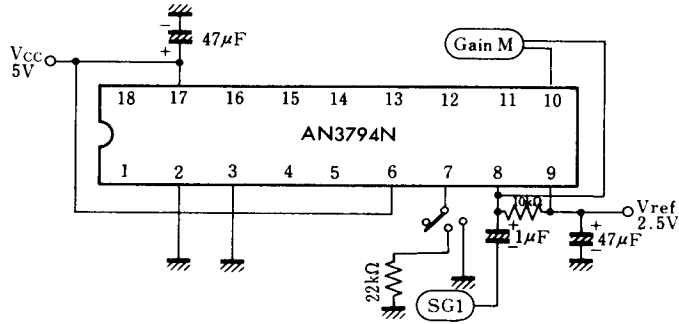 47μF
Gain M
VCC
5V
18 17 16 15 14 13 12 11 10
AN3794N
1 2 3 4 5 6 7 8 9
10kΩ
Vref
2.5V
1μF
47μF
22kΩ
SG1